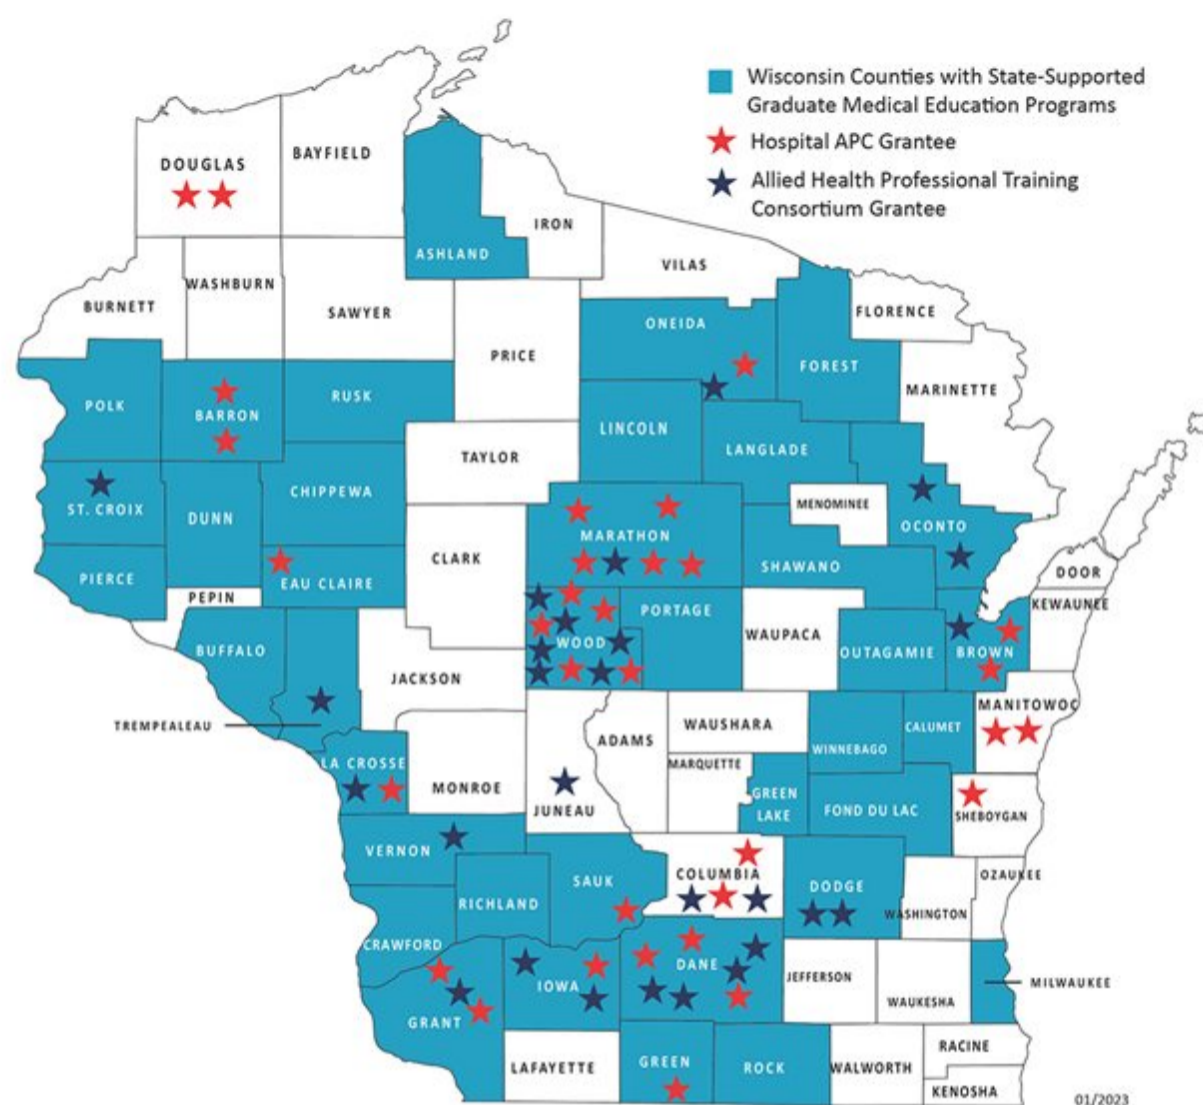 Wisconsin Counties with State-Supported
Graduate Medical Education Programs
Hospital APC Grantee
Allied Health Professional Training
Consortium Grantee
DOUGLAS
BAYFIELD
ASHLAND
IRON
VILAS
BURNETT
WASHBURN
SAWYER
PRICE
ONEIDA
FOREST
FLORENCE
MARINETTE
POLK
BARRON
RUSK
TAYLOR
LINCOLN
LANGLADE
MENOMINEE
OCONTO
ST. CROIX
DUNN
CHIPPEWA
CLARK
MARATHON
SHAWANO
DOOR
PIERCE
PEPIN
EAU CLAIRE
KEWAUNEE
BUFFALO
JACKSON
WOOD
PORTAGE
WAUPACA
OUTAGAMIE
BROWN
TREMPEALEAU
MANITOWOC
ADAMS
WAUSHARA
WINNEBAGO
CALUMET
LA CROSSE
MONROE
JUNEAU
MARQUETTE
GREEN
LAKE
FOND DU LAC
SHEBOYGAN
VERNON
RICHLAND
SAUK
COLUMBIA
DODGE
WASHINGTON
OZAUKEE
CRAWFORD
GRANT
IOWA
DANE
JEFFERSON
WAUKESHA
MILWAUKEE
LAFAYETTE
GREEN
ROCK
WALWORTH
RACINE
KENOSHA
01/2023